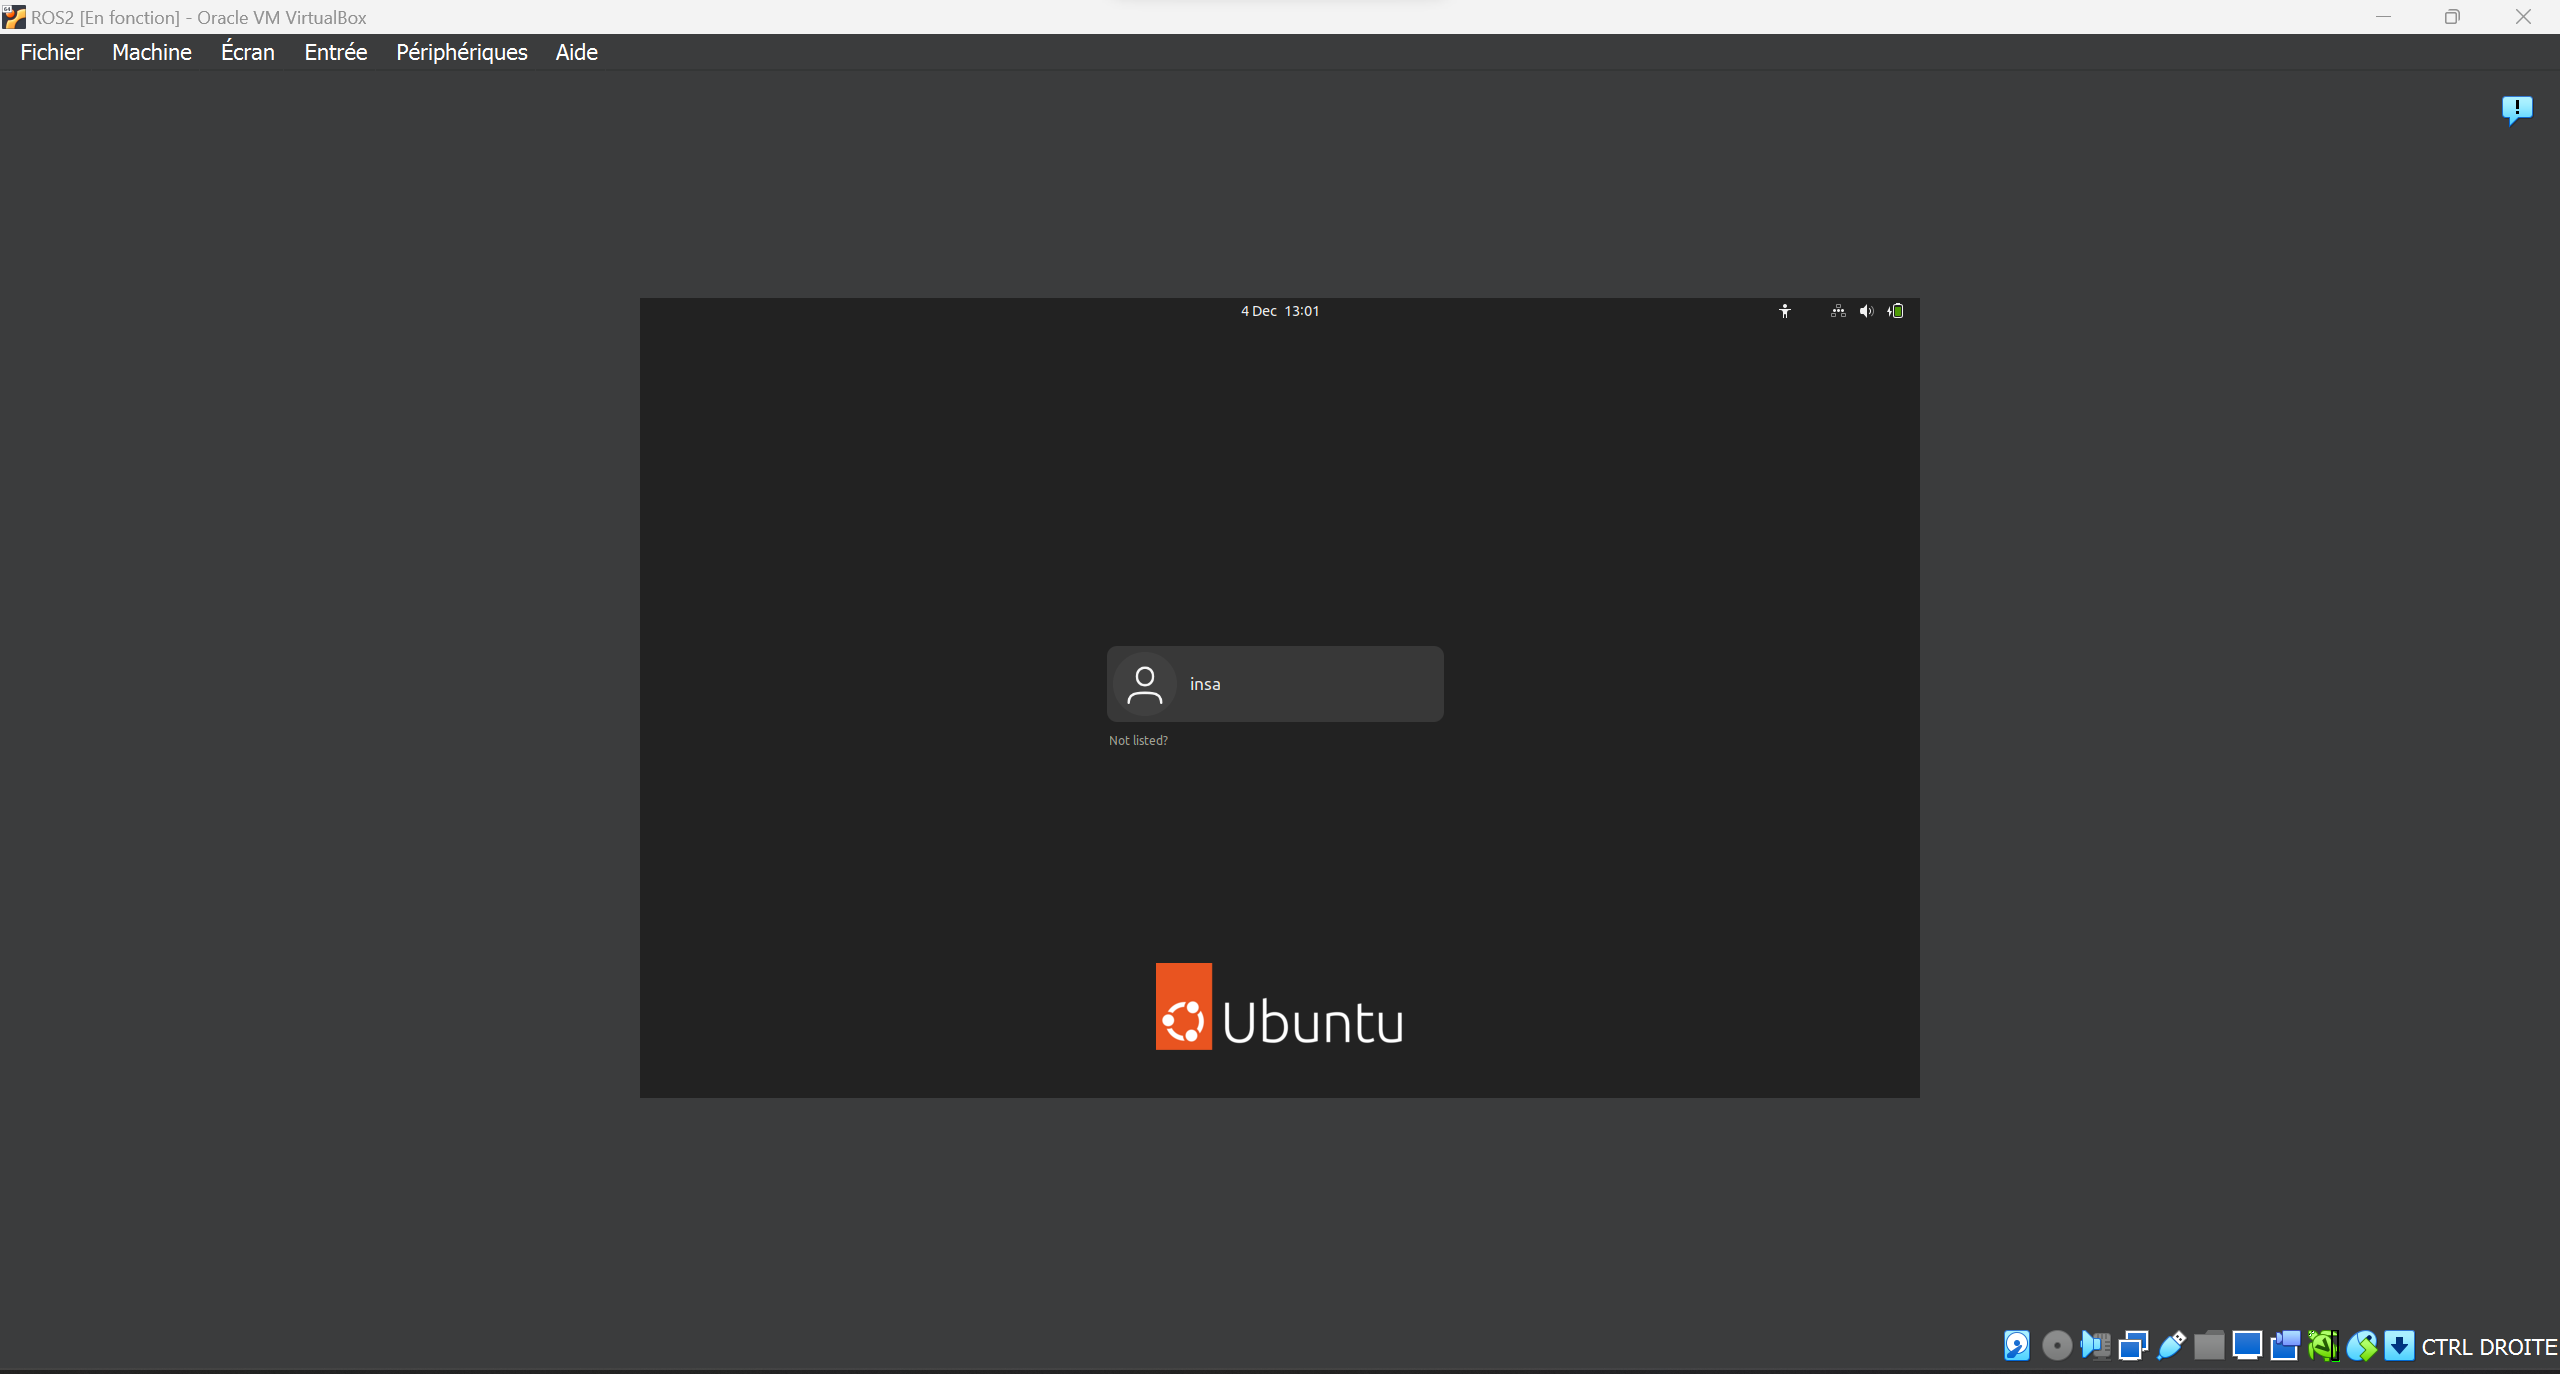 ROS2 [En fonction] - Oracle VM VirtualBox
Fichier Machine Écran Entrée Périphériques Aide
4 Dec 13:01
insa
Not listed?
Ubuntu
CTRL DROITE